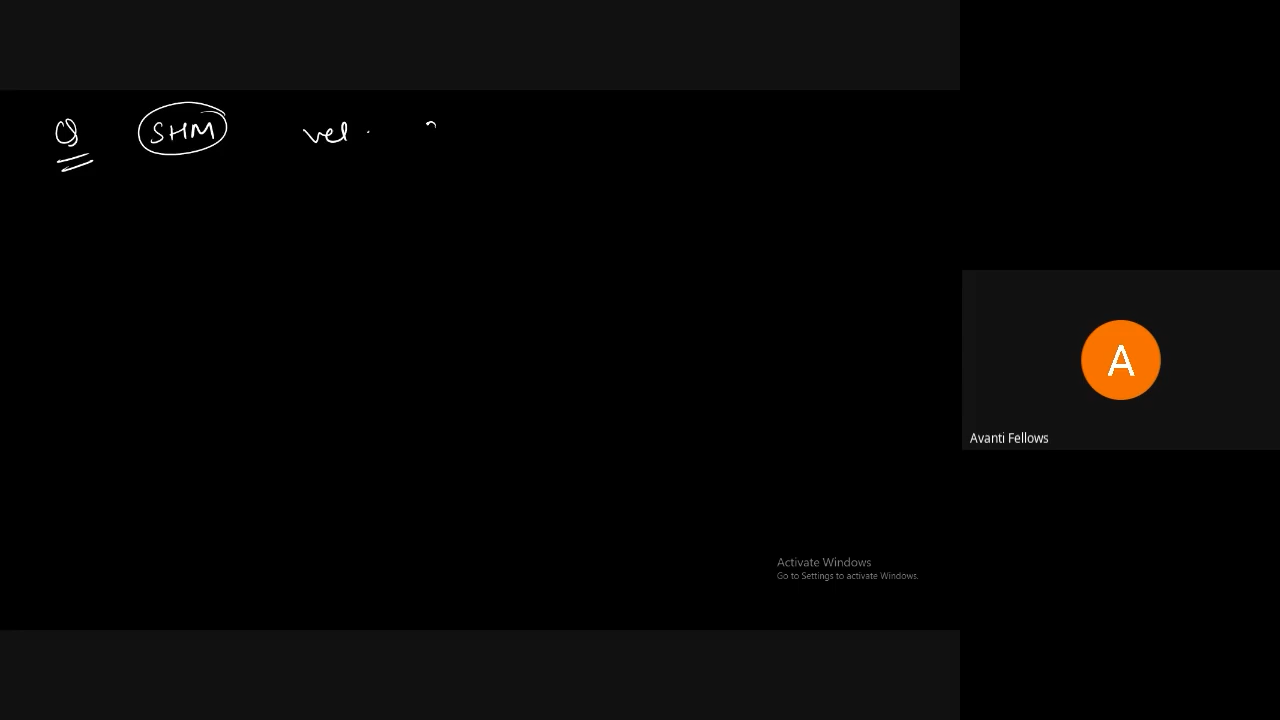 Q SHM vel.
A
Avanti Fellows
Activate Windows
Go to Settings to activate Windows.